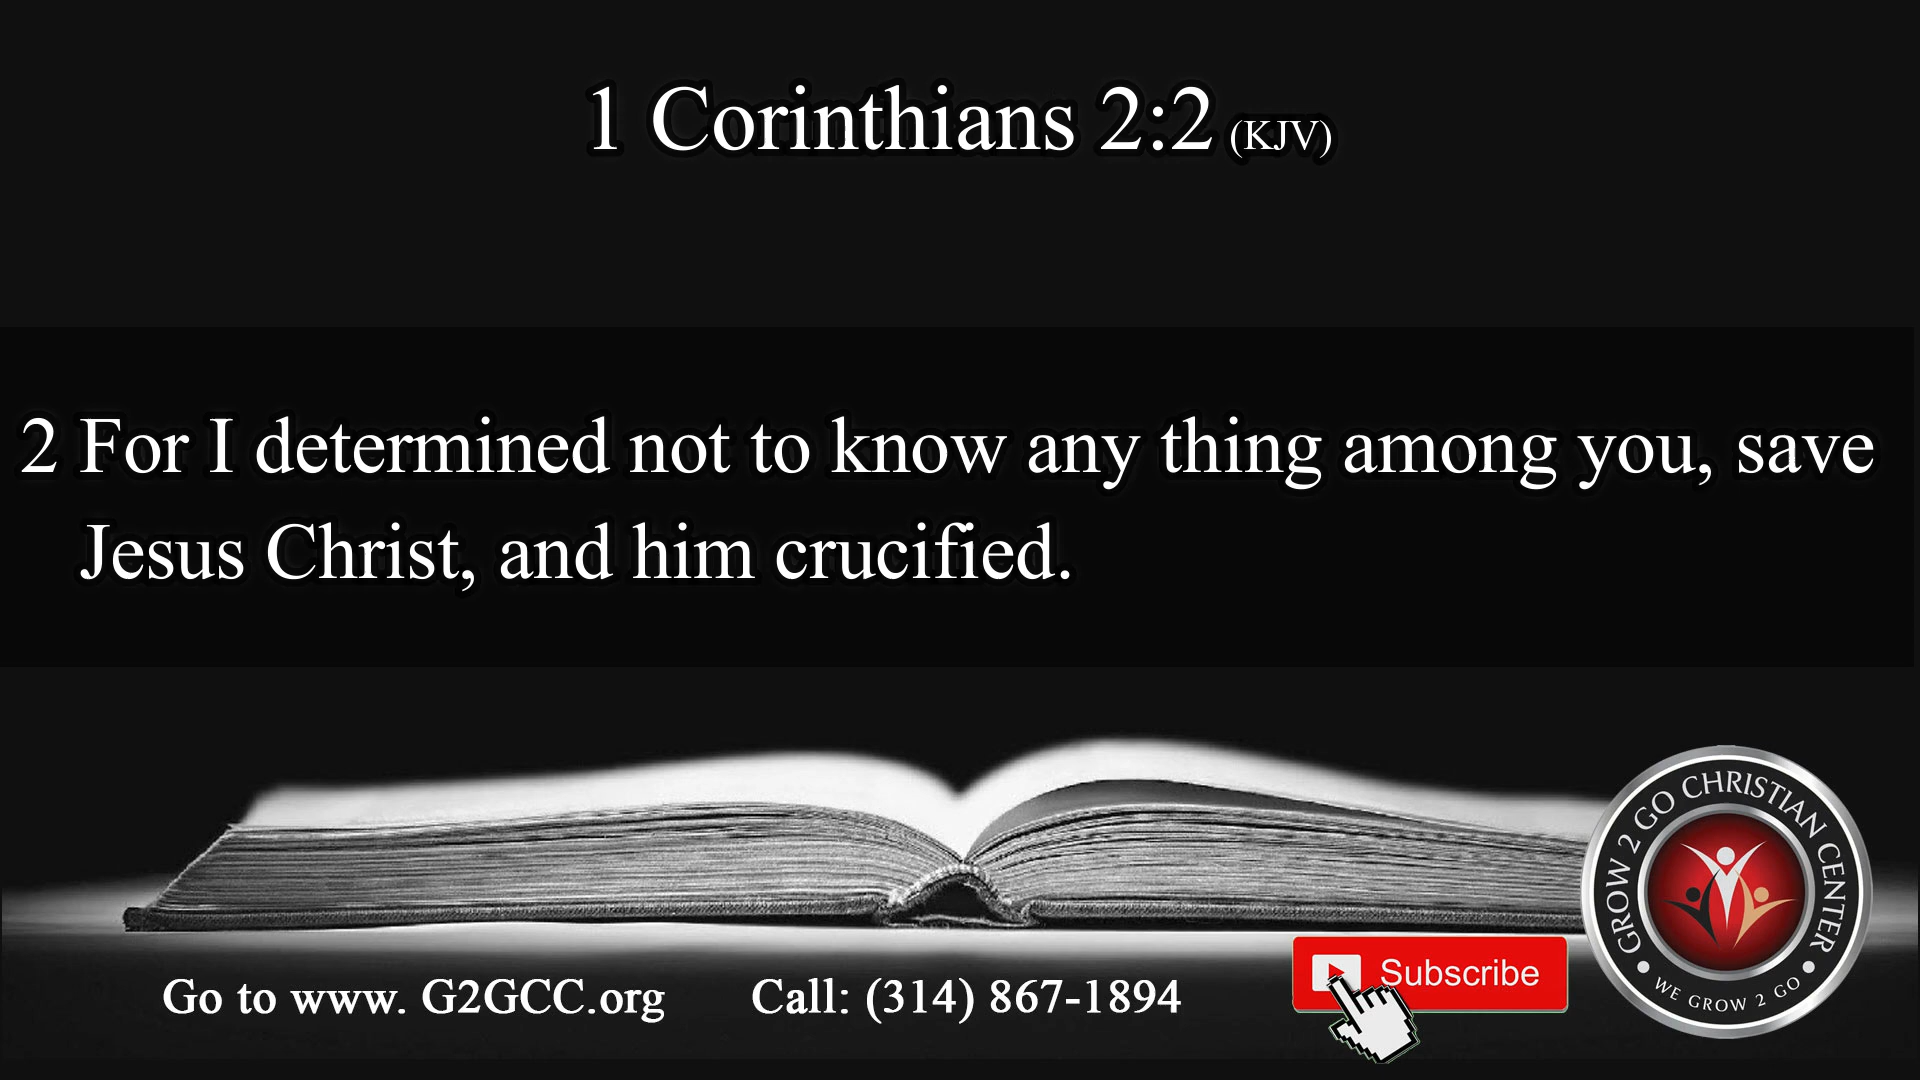 1 Corinthians 2:2 (KJV)
2 For I determined not to know any thing among you, save
Jesus Christ, and him crucified.
Go to www. G2GCC.org Call: (314) 867-1894
Subscribe
GROW 2 GO CHRISTIAN CENTER
WE GROW 2 GO